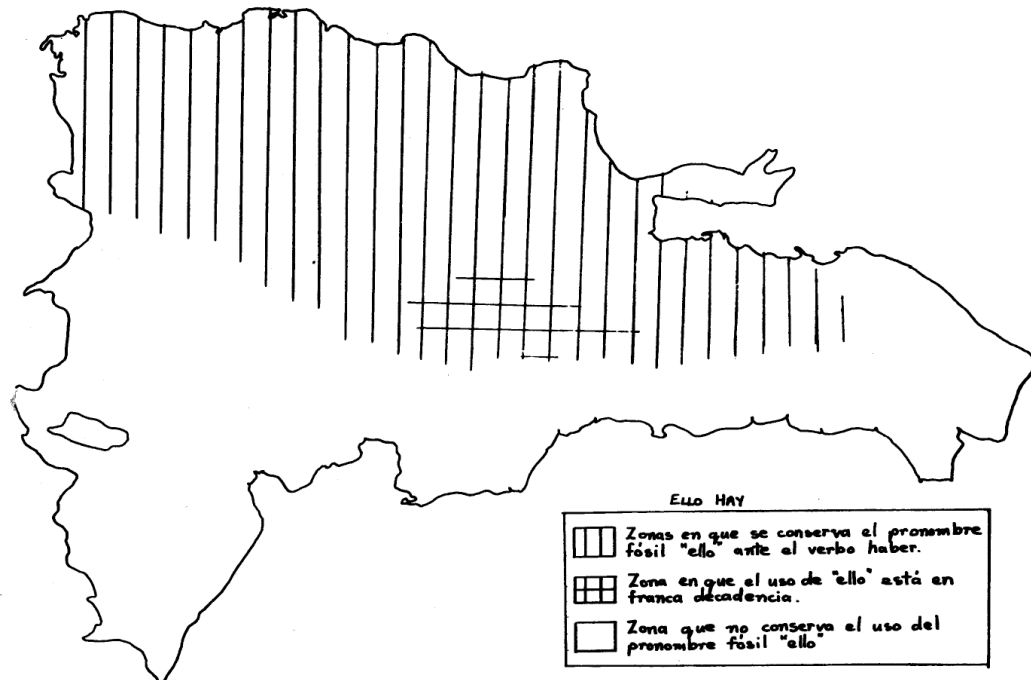 ELLO HAY
Zonas en que se conserva el pronombre
fósil "ello" ante el verbo haber.
Zona en que el uso de "ello" está en
franca decadencia.
Zona que no conserva el uso del
pronombre fósil "ello"